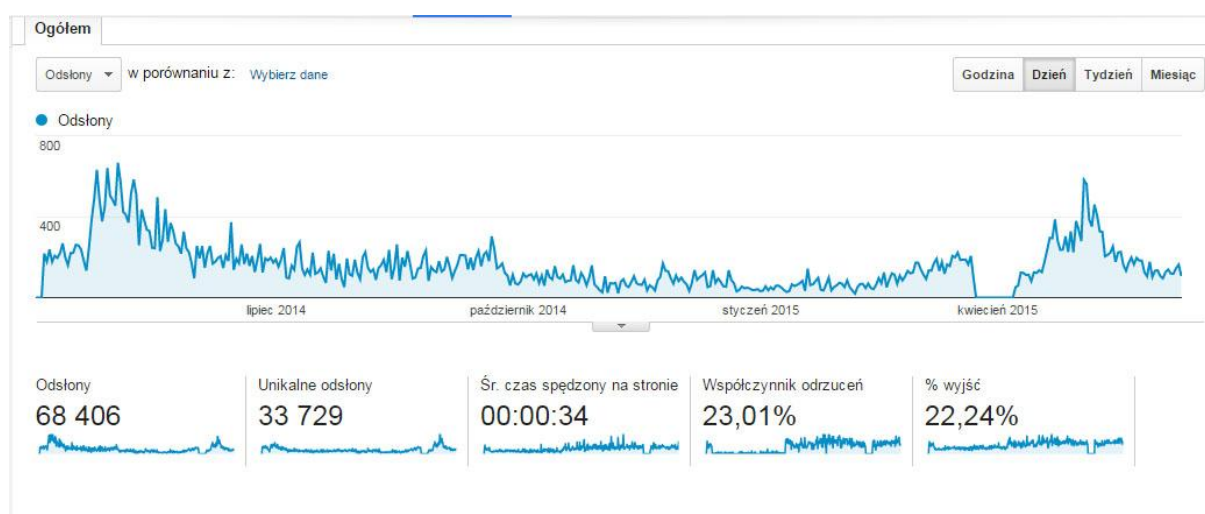 Ogółem
Odsłony w porównaniu z: Wybierz dane
Godzina Dzień Tydzień Miesiąc
Odsłony
800
400
lipiec 2014 październik 2014 styczeń 2015 kwiecień 2015
Odsłony Unikalne odsłony Śr. czas spędzony na stronie Współczynnik odrzuceń % wyjść
68 406 33 729 00:00:34 23,01% 22,24%